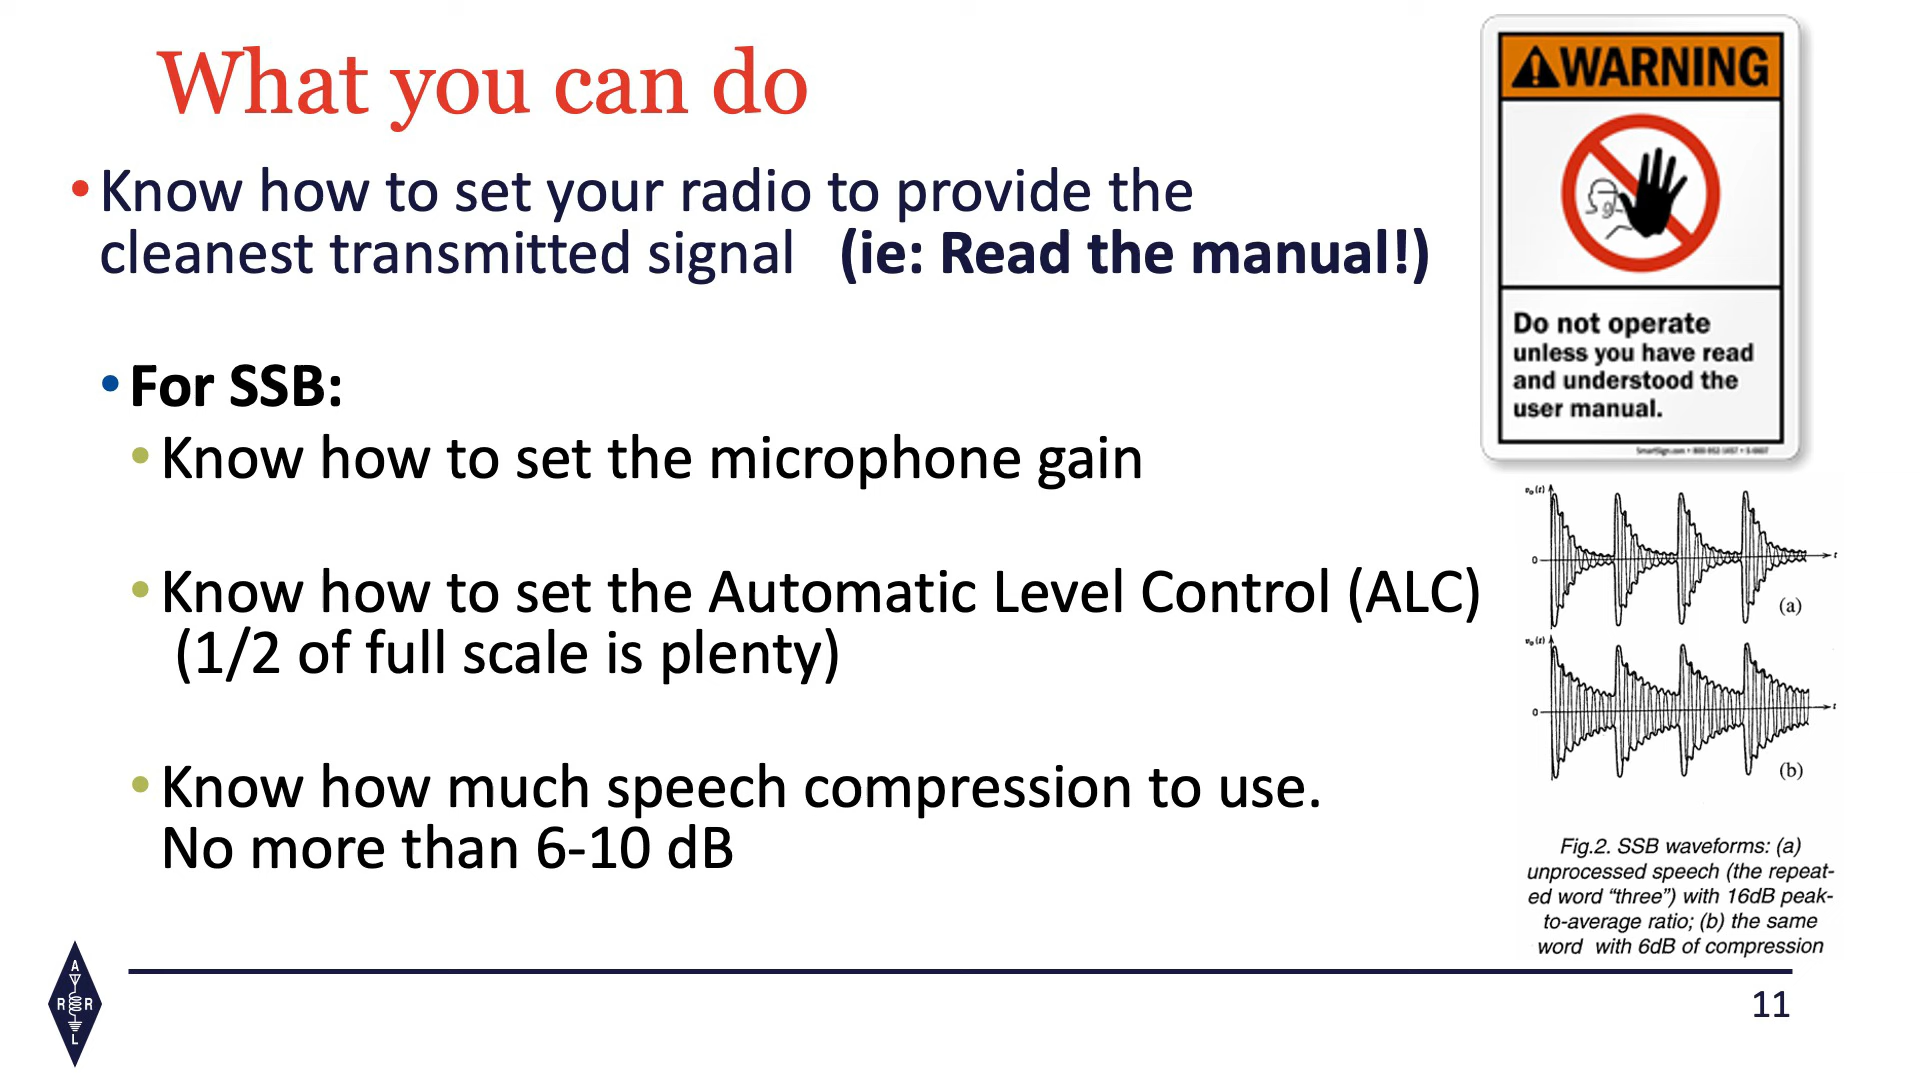 What you can do
•Know how to set your radio to provide the
cleanest transmitted signal (ie: Read the manual!)
•For SSB:
•Know how to set the microphone gain
•Know how to set the Automatic Level Control (ALC)
(1/2 of full scale is plenty)
•Know how much speech compression to use.
No more than 6-10 dB
WARNING
Do not operate
unless you have read
and understood the
user manual.
v₀(t)
0
t
(a)
v₀(t)
0
t
(b)
Fig.2. SSB waveforms: (a)
unprocessed speech (the repeat-
ed word “three”) with 16dB peak-
to-average ratio; (b) the same
word with 6dB of compression
A
R R
L
11